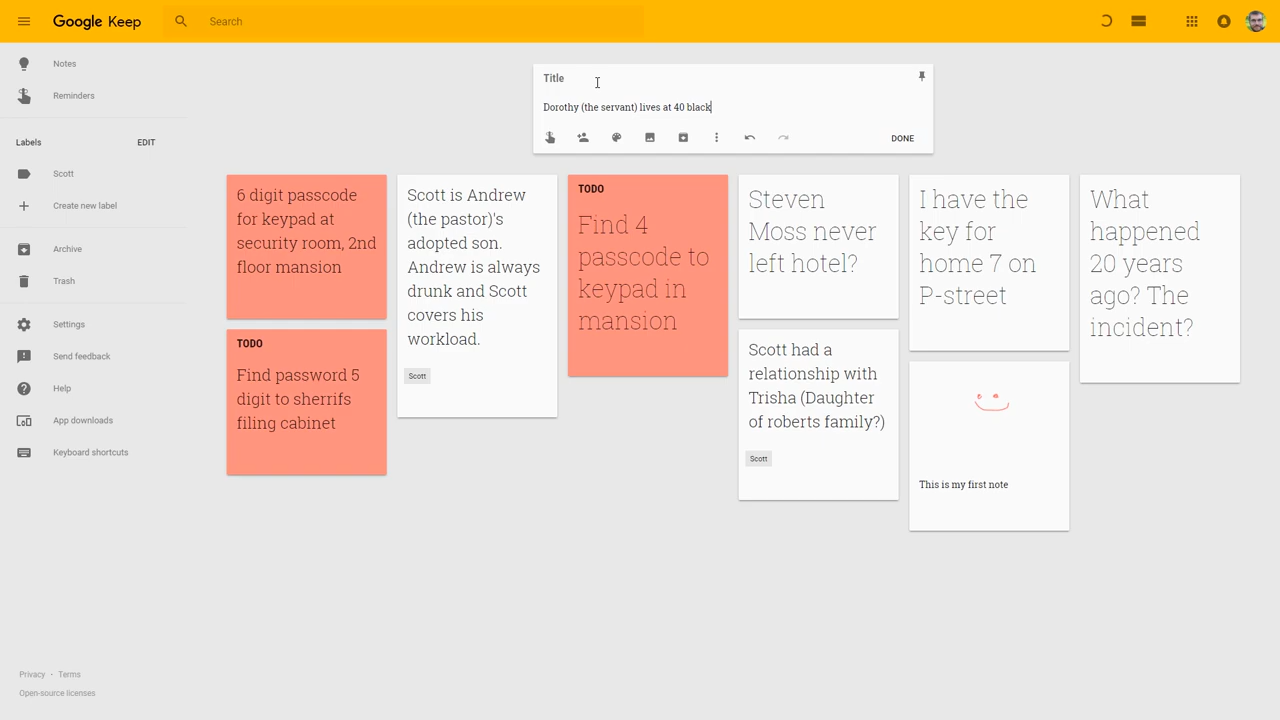 Google Keep
Search
Notes
Reminders
Labels
EDIT
Scott
Create new label
Archive
Trash
Settings
Send feedback
Help
App downloads
Keyboard shortcuts
Privacy - Terms
Open-source licenses
Title
Dorothy (the servant) lives at 40 black
DONE
6 digit passcode
for keypad at
security room, 2nd
floor mansion
TODO
Find password 5
digit to sherrifs
filing cabinet
Scott is Andrew
(the pastor)'s
adopted son.
Andrew is always
drunk and Scott
covers his
workload.
Scott
TODO
Find 4
passcode to
keypad in
mansion
Steven
Moss never
left hotel?
Scott had a
relationship with
Trisha (Daughter
of roberts family?)
Scott
I have the
key for
home 7 on
P-street
This is my first note
What
happened
20 years
ago? The
incident?